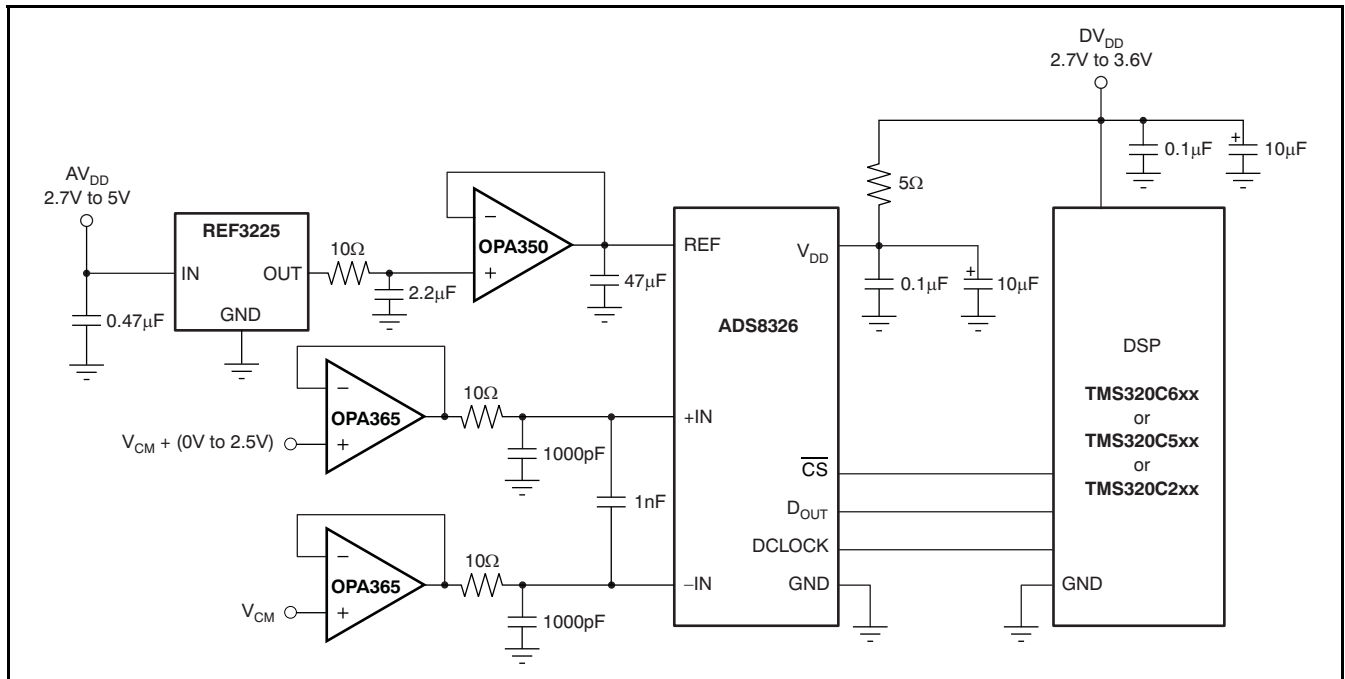 DV_DD
2.7V to 3.6V
AV_DD
2.7V to 5V
0.1μF
+
10μF
5Ω
REF3225
IN
OUT
GND
0.47μF
10Ω
2.2μF
−
+
OPA350
47μF
REF
V_DD
0.1μF
+
10μF
ADS8326
DSP
TMS320C6xx
or
TMS320C5xx
or
TMS320C2xx
V_CM + (0V to 2.5V)
−
+
OPA365
10Ω
1000pF
+IN
1nF
CS
D_OUT
DCLOCK
V_CM
−
+
OPA365
10Ω
1000pF
−IN
GND
GND